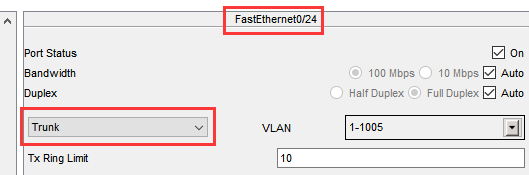 FastEthernet0/24
Port Status On
Bandwidth 100 Mbps 10 Mbps Auto
Duplex Half Duplex Full Duplex Auto
Trunk VLAN 1-1005
Tx Ring Limit 10